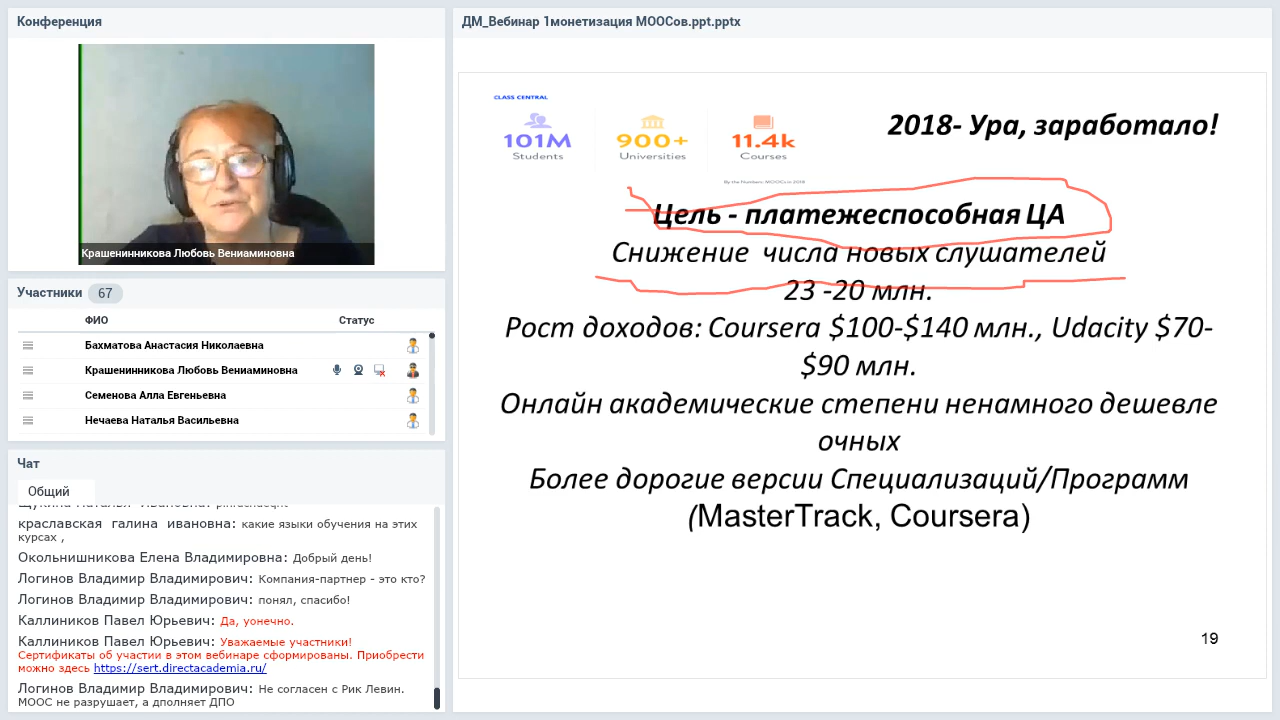 Конференция
Крашенинникова Любовь Вениаминовна
Участники 67
ФИО Статус
Бахматова Анастасия Николаевна
Крашенинникова Любовь Вениаминовна
Семенова Алла Евгеньевна
Нечаева Наталья Васильевна
Чат
Общий
краславская галина ивановна: какие языки обучения на этих
курсах ,
Окольнишникова Елена Владимировна: Добрый день!
Логинов Владимир Владимирович: Компания-партнер - это кто?
Логинов Владимир Владимирович: понял, спасибо!
Каллиников Павел Юрьевич: Да, уонечно.
Каллиников Павел Юрьевич: Уважаемые участники!
Сертификаты об участии в этом вебинаре сформированы. Приобрести
можно здесь https://sert.directacademia.ru/
Логинов Владимир Владимирович: Не согласен с Рик Левин.
МООС не разрушает, а дполняет ДПО
ДМ_Вебинар 1монетизация МООСов.ppt.pptx
CLASS CENTRAL
101M
Students
900+
Universities
11.4k
Courses
By the Numbers: MOOCs in 2018
2018- Ура, заработало!
Цель - платежеспособная ЦА
Снижение числа новых слушателей
23 -20 млн.
Рост доходов: Coursera $100-$140 млн., Udacity $70-
$90 млн.
Онлайн академические степени ненамного дешевле
очных
Более дорогие версии Специализаций/Программ
(MasterTrack, Coursera)
19